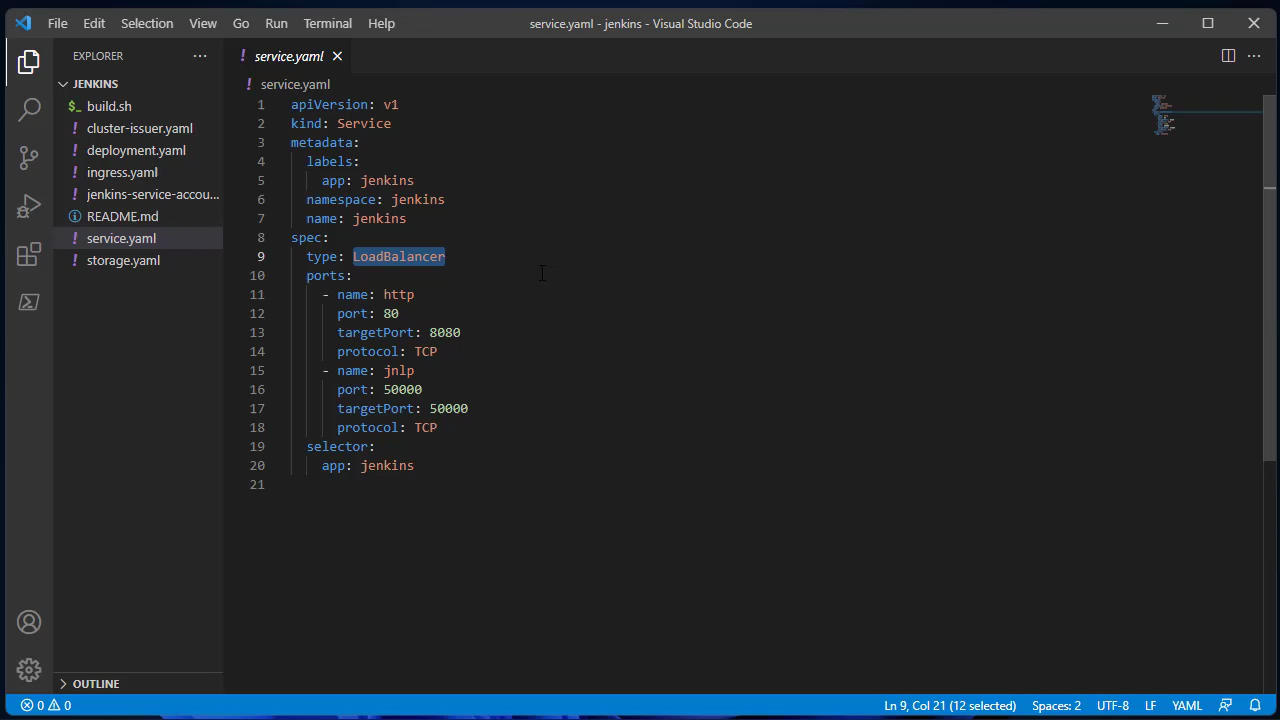 File Edit Selection View Go Run Terminal Help service.yaml - jenkins - Visual Studio Code
EXPLORER
JENKINS
build.sh
cluster-issuer.yaml
deployment.yaml
ingress.yaml
jenkins-service-accou...
README.md
service.yaml
storage.yaml
OUTLINE
service.yaml
service.yaml
1 apiVersion: v1
2 kind: Service
3 metadata:
4 labels:
5 app: jenkins
6 namespace: jenkins
7 name: jenkins
8 spec:
9 type: LoadBalancer
10 ports:
11 - name: http
12 port: 80
13 targetPort: 8080
14 protocol: TCP
15 - name: jnlp
16 port: 50000
17 targetPort: 50000
18 protocol: TCP
19 selector:
20 app: jenkins
21
0 0 Ln 9, Col 21 (12 selected) Spaces: 2 UTF-8 LF YAML